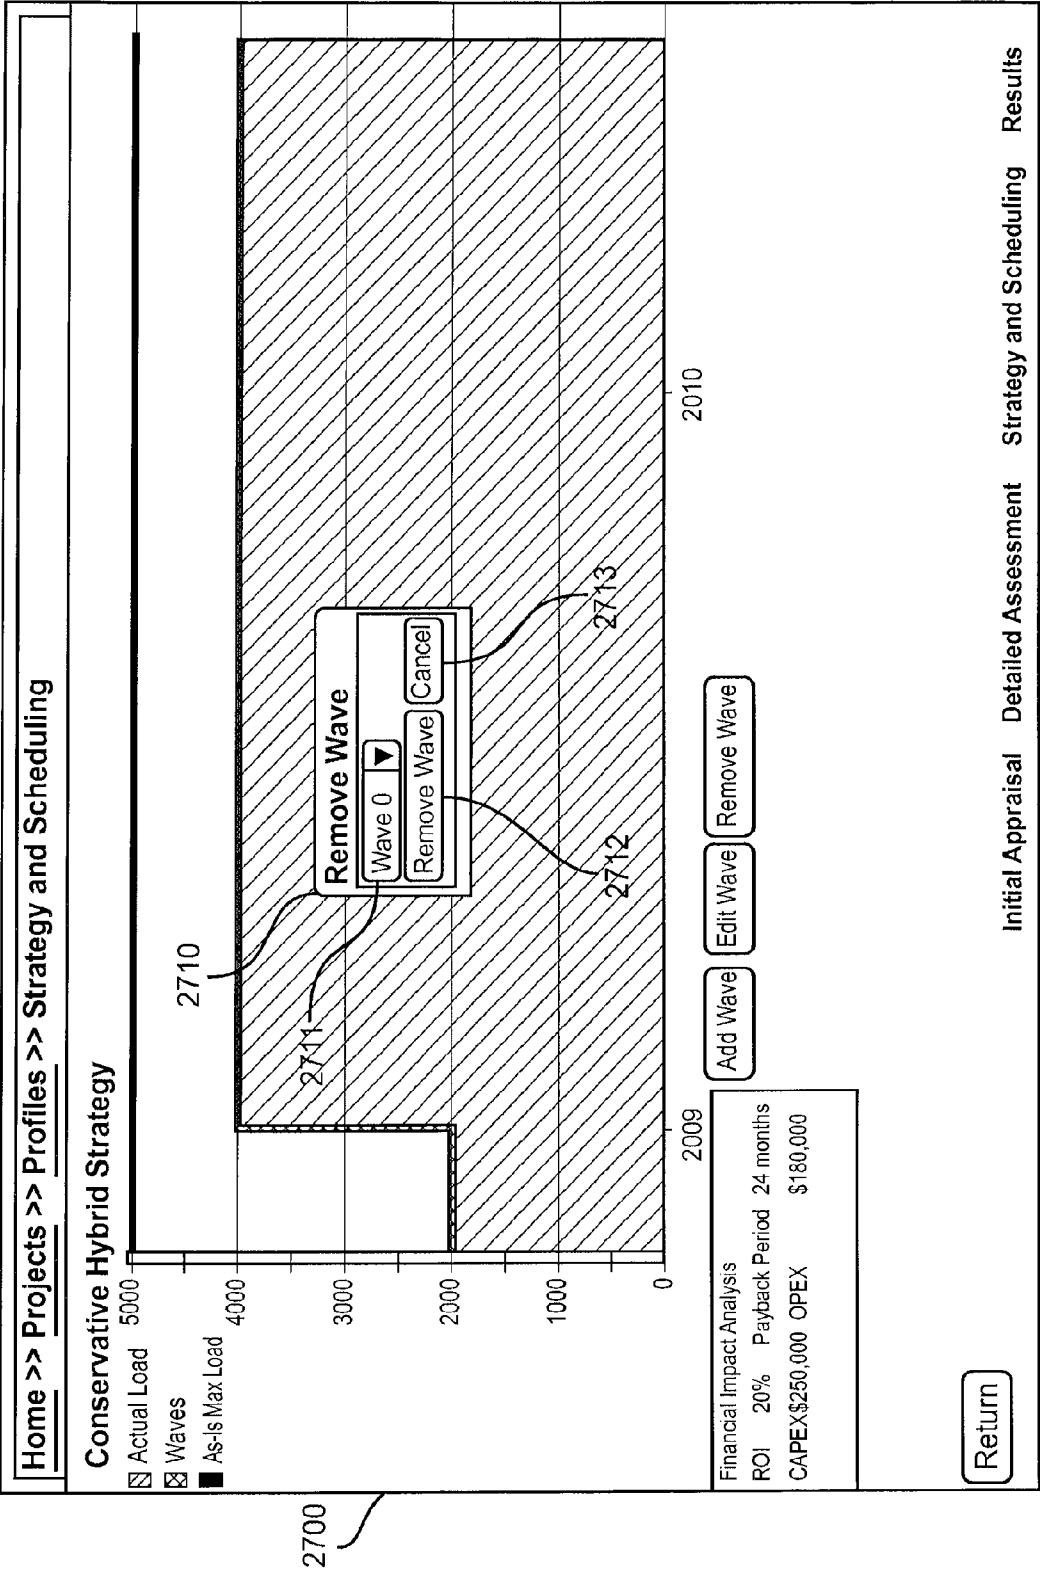 Home >> Projects >> Profiles >> Strategy and Scheduling
Conservative Hybrid Strategy
Actual Load
Waves
As-Is Max Load
5000
4000
3000
2000
1000
0
2009
2010
2710
2711
Remove Wave
Wave 0
Remove Wave
Cancel
2712
2713
Add Wave
Edit Wave
Remove Wave
Financial Impact Analysis
ROI 20% Payback Period 24 months
CAPEX$250,000 OPEX $180,000
Return
Initial Appraisal Detailed Assessment Strategy and Scheduling Results
2700